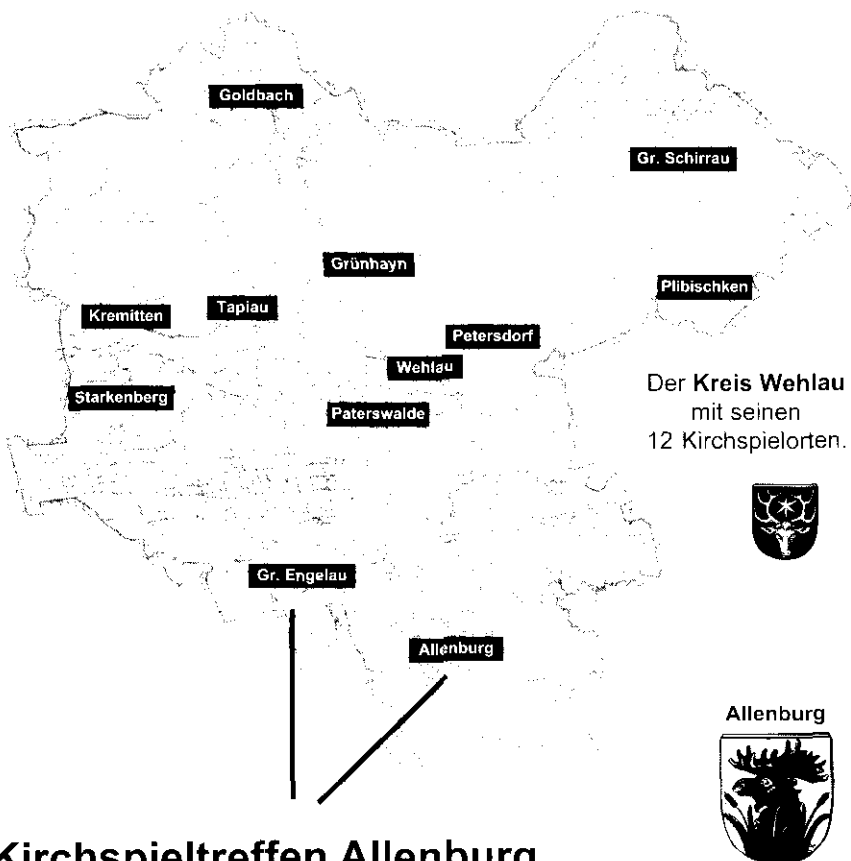 Goldbach
Gr. Schirrau
Grünhayn
Plibischken
Kremitten
Tapiau
Petersdorf
Wehlau
Starkenberg
Paterswalde
Der Kreis Wehlau
mit seinen
12 Kirchspielorten.
Gr. Engelau
Allenburg
Allenburg
Kirchspieltreffen Allenburg